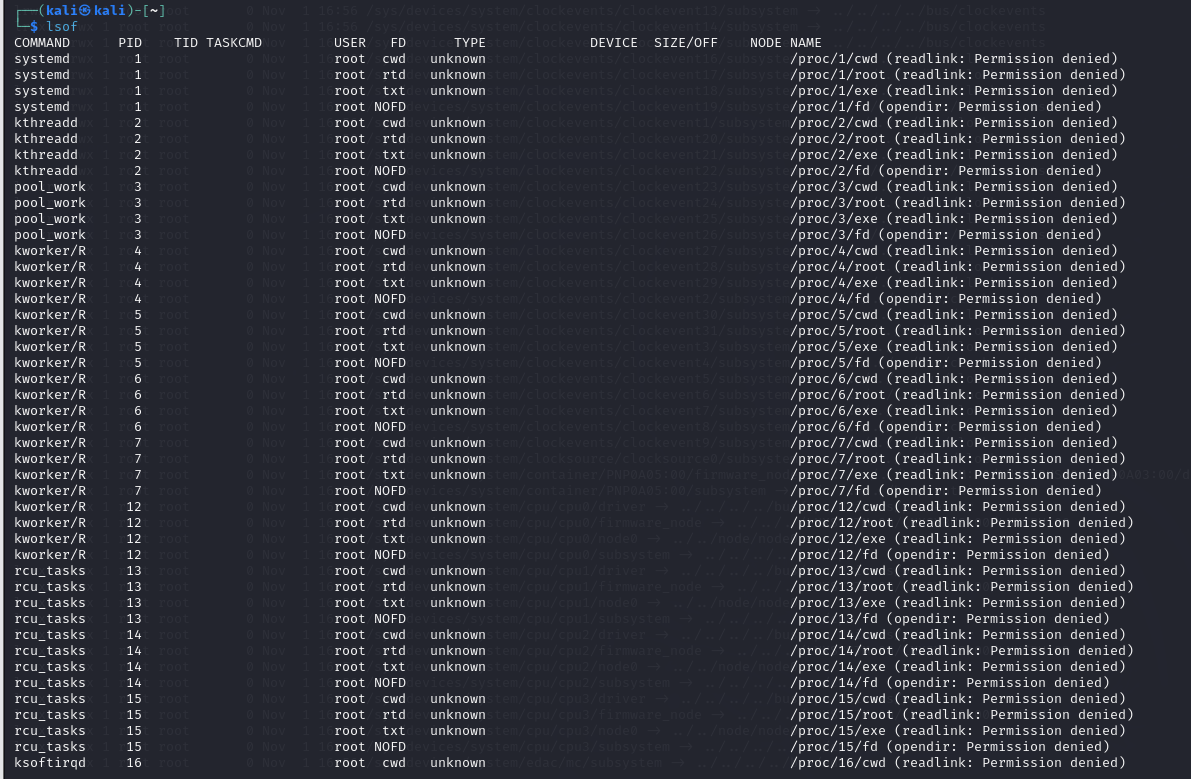 ┌──(kali㉿kali)-[~]
└─$ lsof
COMMAND PID TID TASKCMD USER FD TYPE DEVICE SIZE/OFF NODE NAME
systemd 1 root cwd unknown /proc/1/cwd (readlink: Permission denied)
systemd 1 root rtd unknown /proc/1/root (readlink: Permission denied)
systemd 1 root txt unknown /proc/1/exe (readlink: Permission denied)
systemd 1 root NOFD /proc/1/fd (opendir: Permission denied)
kthreadd 2 root cwd unknown /proc/2/cwd (readlink: Permission denied)
kthreadd 2 root rtd unknown /proc/2/root (readlink: Permission denied)
kthreadd 2 root txt unknown /proc/2/exe (readlink: Permission denied)
kthreadd 2 root NOFD /proc/2/fd (opendir: Permission denied)
pool_work 3 root cwd unknown /proc/3/cwd (readlink: Permission denied)
pool_work 3 root rtd unknown /proc/3/root (readlink: Permission denied)
pool_work 3 root txt unknown /proc/3/exe (readlink: Permission denied)
pool_work 3 root NOFD /proc/3/fd (opendir: Permission denied)
kworker/R 4 root cwd unknown /proc/4/cwd (readlink: Permission denied)
kworker/R 4 root rtd unknown /proc/4/root (readlink: Permission denied)
kworker/R 4 root txt unknown /proc/4/exe (readlink: Permission denied)
kworker/R 4 root NOFD /proc/4/fd (opendir: Permission denied)
kworker/R 5 root cwd unknown /proc/5/cwd (readlink: Permission denied)
kworker/R 5 root rtd unknown /proc/5/root (readlink: Permission denied)
kworker/R 5 root txt unknown /proc/5/exe (readlink: Permission denied)
kworker/R 5 root NOFD /proc/5/fd (opendir: Permission denied)
kworker/R 6 root cwd unknown /proc/6/cwd (readlink: Permission denied)
kworker/R 6 root rtd unknown /proc/6/root (readlink: Permission denied)
kworker/R 6 root txt unknown /proc/6/exe (readlink: Permission denied)
kworker/R 6 root NOFD /proc/6/fd (opendir: Permission denied)
kworker/R 7 root cwd unknown /proc/7/cwd (readlink: Permission denied)
kworker/R 7 root rtd unknown /proc/7/root (readlink: Permission denied)
kworker/R 7 root txt unknown /proc/7/exe (readlink: Permission denied)
kworker/R 7 root NOFD /proc/7/fd (opendir: Permission denied)
kworker/R 12 root cwd unknown /proc/12/cwd (readlink: Permission denied)
kworker/R 12 root rtd unknown /proc/12/root (readlink: Permission denied)
kworker/R 12 root txt unknown /proc/12/exe (readlink: Permission denied)
kworker/R 12 root NOFD /proc/12/fd (opendir: Permission denied)
rcu_tasks 13 root cwd unknown /proc/13/cwd (readlink: Permission denied)
rcu_tasks 13 root rtd unknown /proc/13/root (readlink: Permission denied)
rcu_tasks 13 root txt unknown /proc/13/exe (readlink: Permission denied)
rcu_tasks 13 root NOFD /proc/13/fd (opendir: Permission denied)
rcu_tasks 14 root cwd unknown /proc/14/cwd (readlink: Permission denied)
rcu_tasks 14 root rtd unknown /proc/14/root (readlink: Permission denied)
rcu_tasks 14 root txt unknown /proc/14/exe (readlink: Permission denied)
rcu_tasks 14 root NOFD /proc/14/fd (opendir: Permission denied)
rcu_tasks 15 root cwd unknown /proc/15/cwd (readlink: Permission denied)
rcu_tasks 15 root rtd unknown /proc/15/root (readlink: Permission denied)
rcu_tasks 15 root txt unknown /proc/15/exe (readlink: Permission denied)
rcu_tasks 15 root NOFD /proc/15/fd (opendir: Permission denied)
ksoftirqd 16 root cwd unknown /proc/16/cwd (readlink: Permission denied)